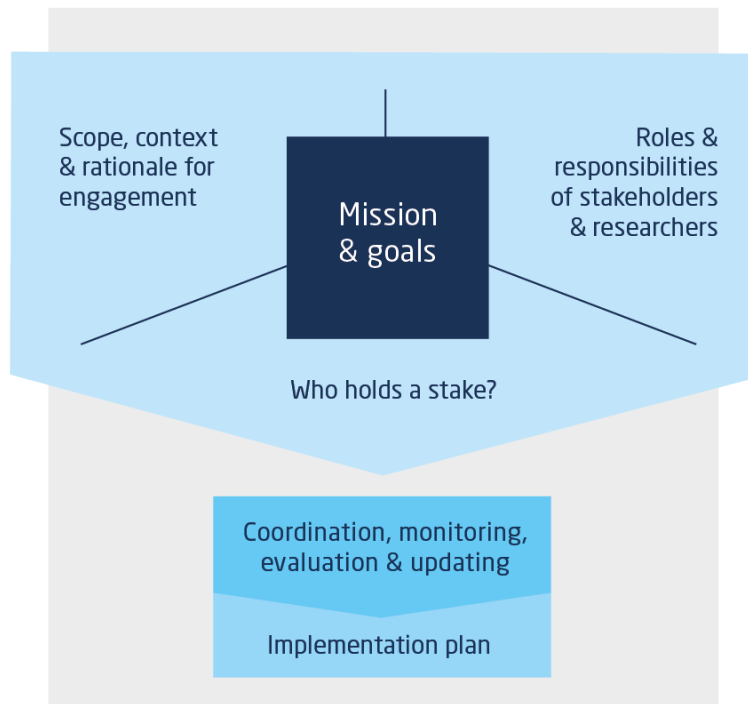 Scope, context
& rationale for
engagement
Mission
& goals
Roles &
responsibilities
of stakeholders
& researchers
Who holds a stake?
Coordination, monitoring,
evaluation & updating
Implementation plan